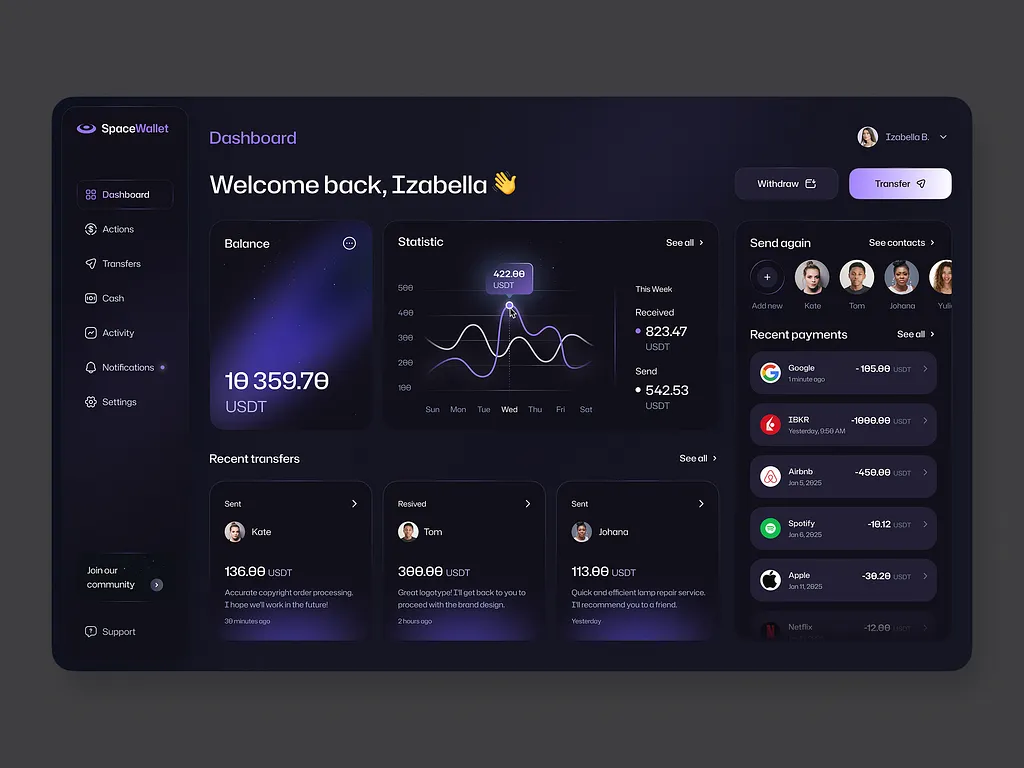 SpaceWallet
Dashboard
Actions
Transfers
Cash
Activity
Notifications
Settings
Join our
community
Support
Dashboard
Izabella B.
Welcome back, Izabella 👋
Withdraw
Transfer
Balance
10 359.70
USDT
Statistic
See all
422.00
USDT
500
400
300
200
100
Sun Mon Tue Wed Thu Fri Sat
This Week
Received
823.47
USDT
Send
542.53
USDT
Recent transfers
See all
Sent
Kate
136.00 USDT
Accurate copyright order processing.
I hope we'll work in the future!
30 minutes ago
Resived
Tom
300.00 USDT
Great logotype! I'll get back to you to
proceed with the brand design.
2 hours ago
Sent
Johana
113.00 USDT
Quick and efficient lamp repair service.
I'll recommend you to a friend.
Yesterday
Send again
See contacts
Add new
Kate
Tom
Johana
Yuli
Recent payments
See all
Google
-105.00 USDT
1 minute ago
IBKR
-1000.00 USDT
Yesterday, 9:50 AM
Airbnb
-450.00 USDT
Jan 5, 2025
Spotify
-10.12 USDT
Jan 6, 2025
Apple
-30.20 USDT
Jan 11, 2025
Netflix
-12.00 USDT